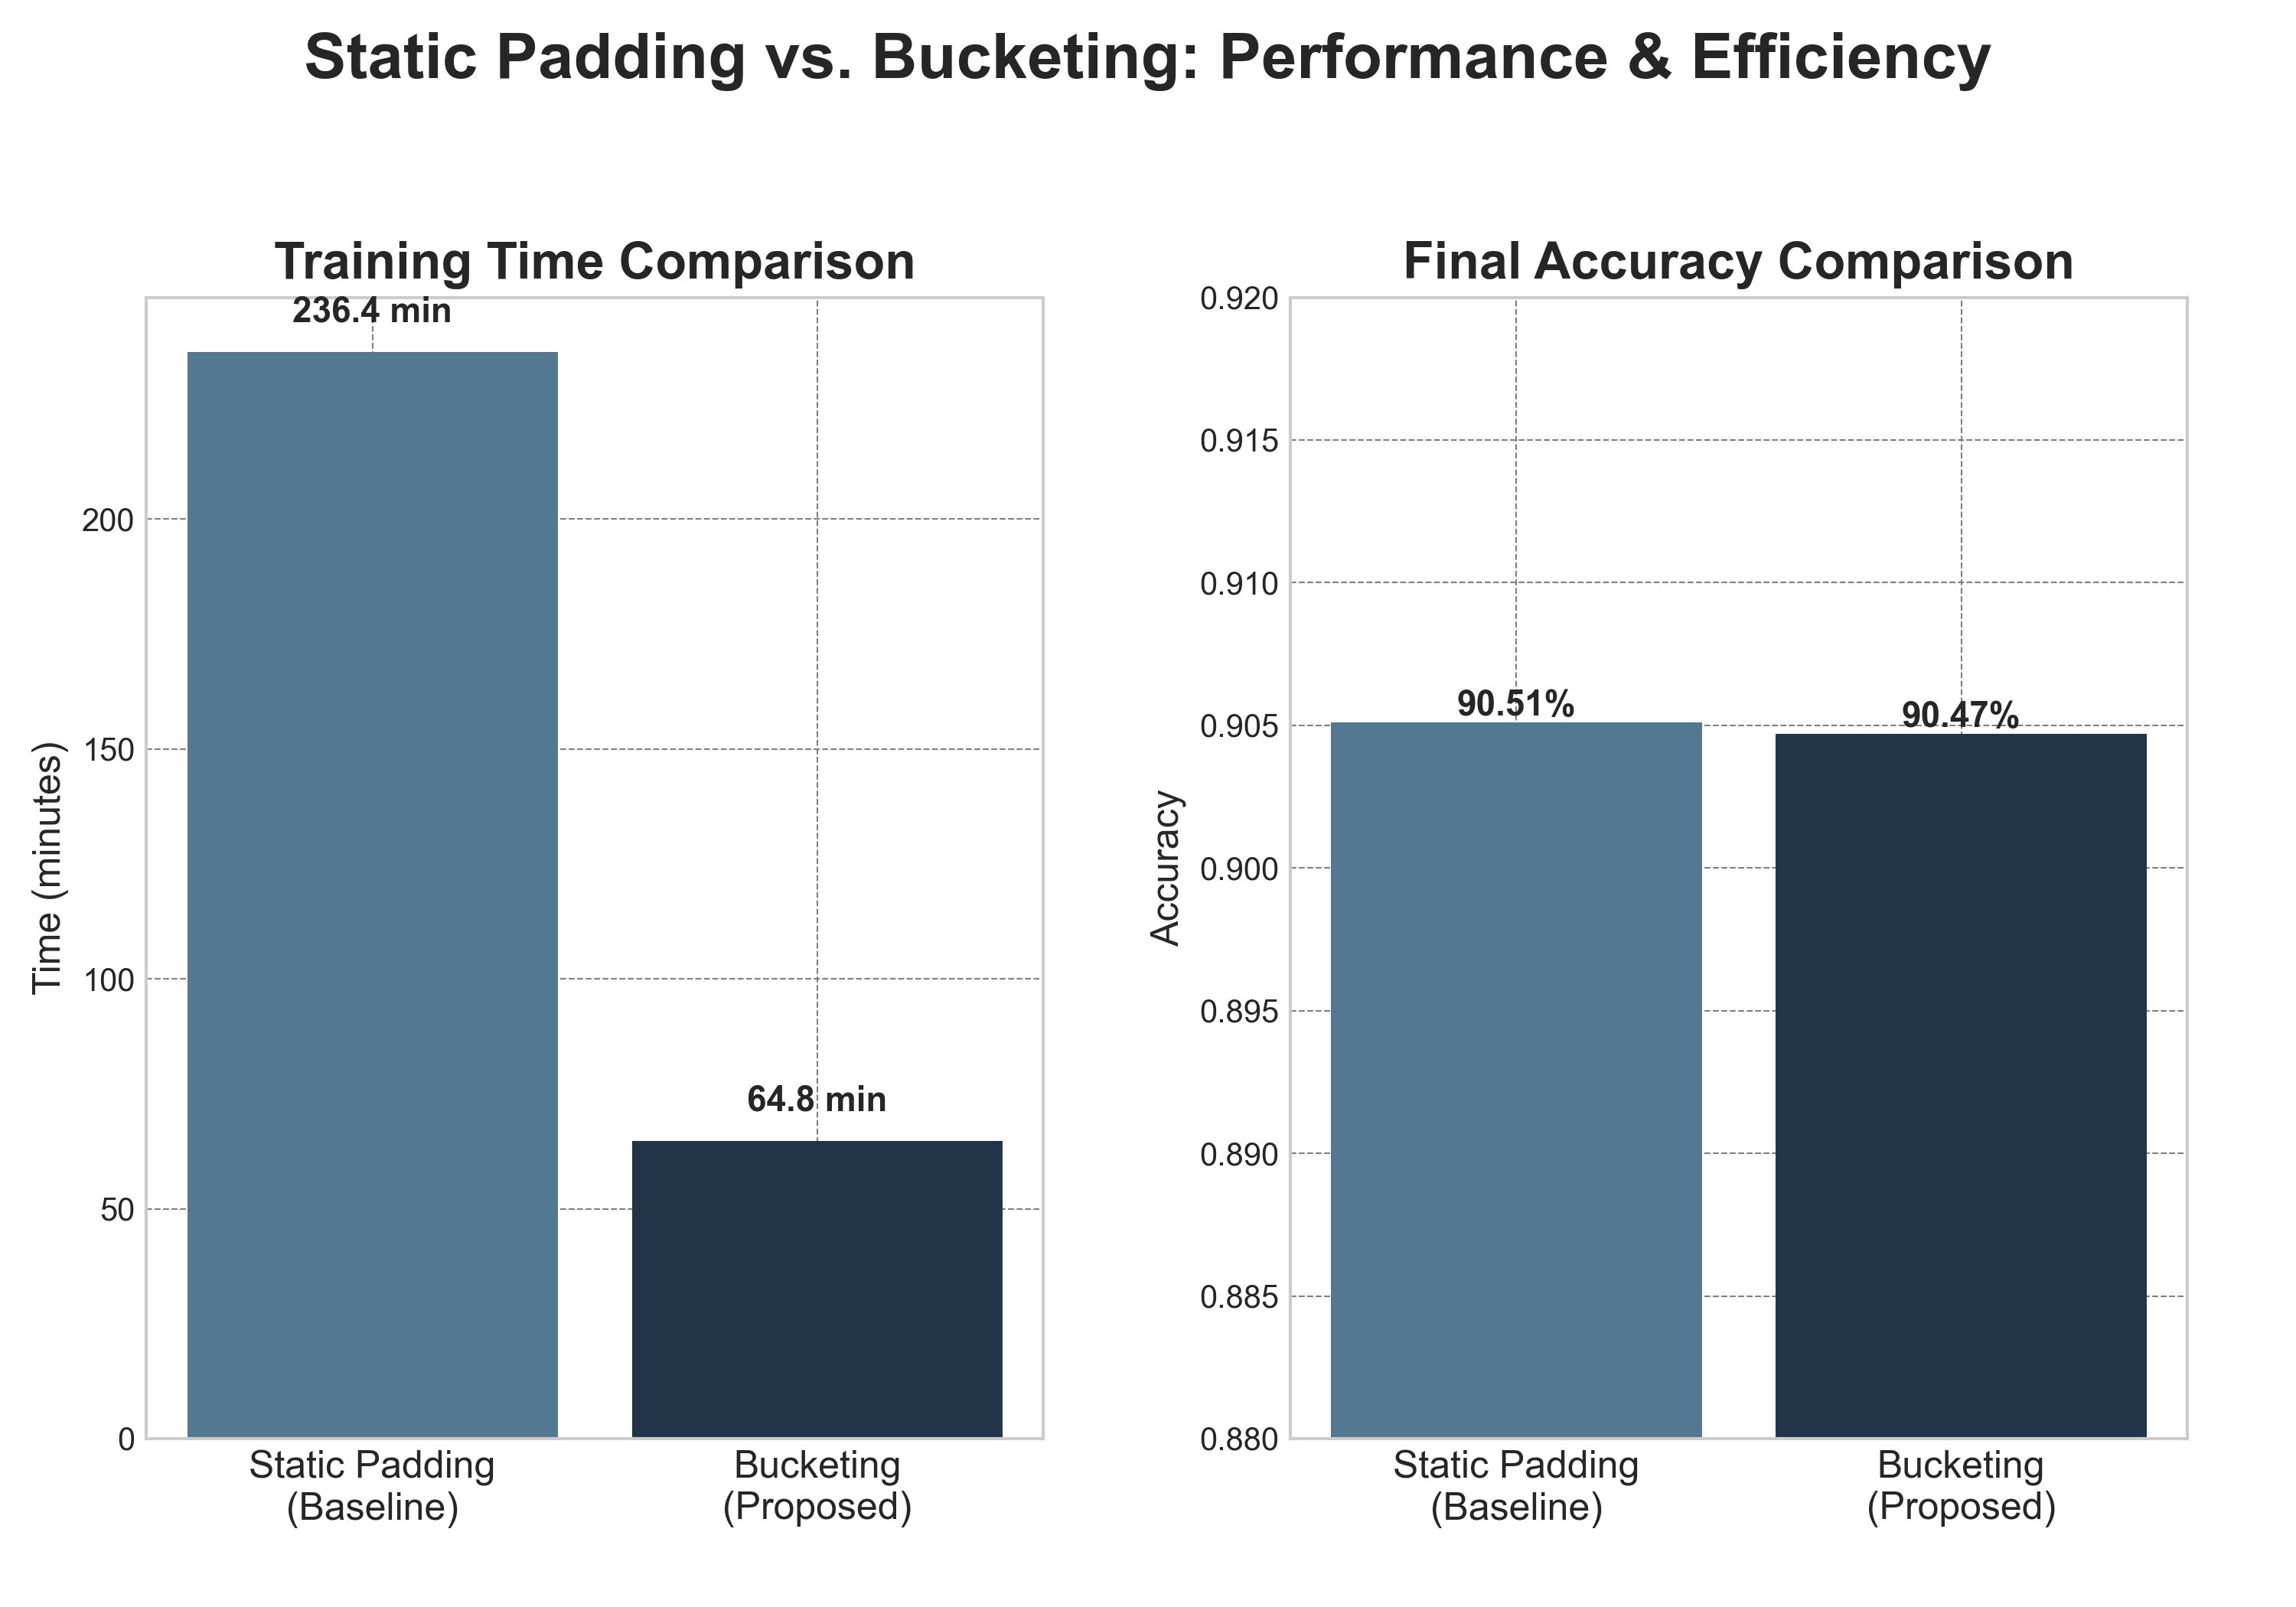 Static Padding vs. Bucketing: Performance & Efficiency
Training Time Comparison
236.4 min
200
150
100
50
0
64.8 min
Time (minutes)
Static Padding
(Baseline)
Bucketing
(Proposed)
Final Accuracy Comparison
0.920
0.915
0.910
0.905
0.900
0.895
0.890
0.885
0.880
90.51%
90.47%
Accuracy
Static Padding
(Baseline)
Bucketing
(Proposed)